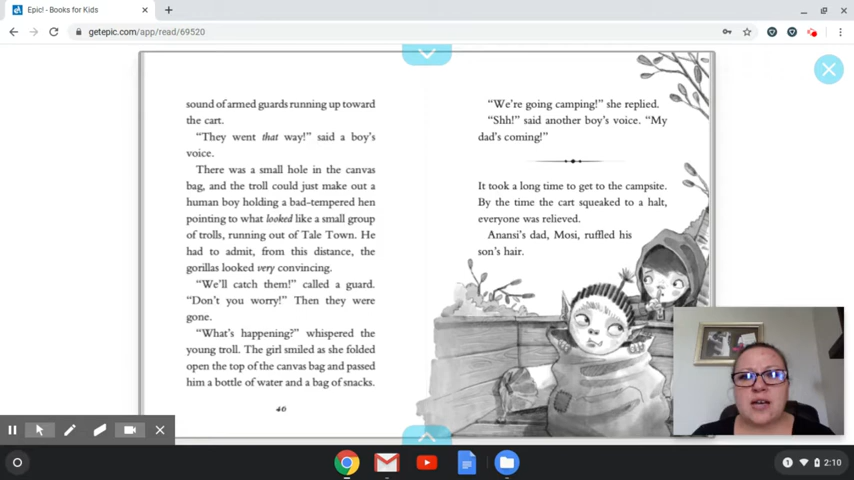 Epic! - Books for Kids
getepic.com/app/read/69520
sound of armed guards running up toward
the cart.
“They went that way!” said a boy’s
voice.
There was a small hole in the canvas
bag, and the troll could just make out a
human boy holding a bad-tempered hen
pointing to what looked like a small group
of trolls, running out of Tale Town. He
had to admit, from this distance, the
gorillas looked very convincing.
“We’ll catch them!” called a guard.
“Don’t you worry!” Then they were
gone.
“What’s happening?” whispered the
young troll. The girl smiled as she folded
open the top of the canvas bag and passed
him a bottle of water and a bag of snacks.
46
“We’re going camping!” she replied.
“Shh!” said another boy’s voice. “My
dad’s coming!”
It took a long time to get to the campsite.
By the time the cart squeaked to a halt,
everyone was relieved.
Anansi’s dad, Mosi, ruffled his
son’s hair.
1
2:10